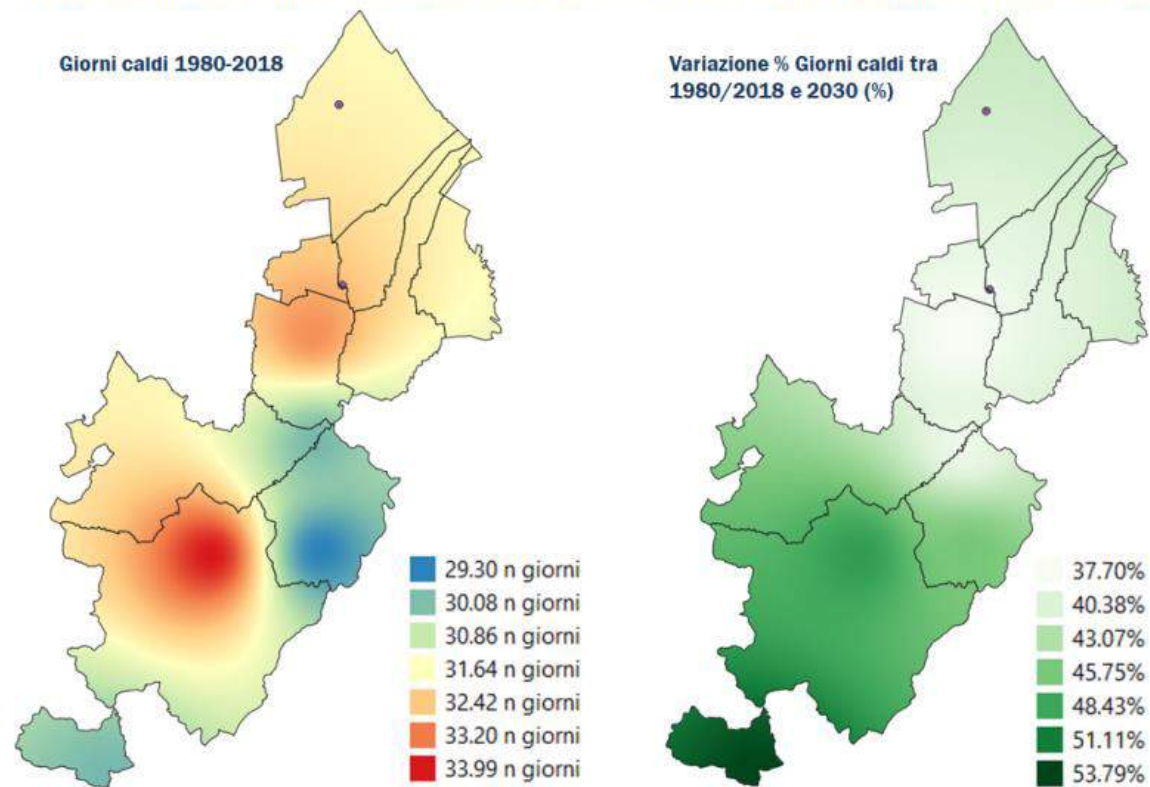 Giorni caldi 1980-2018
Variazione % Giorni caldi tra
1980/2018 e 2030 (%)
29.30 n giorni
30.08 n giorni
30.86 n giorni
31.64 n giorni
32.42 n giorni
33.20 n giorni
33.99 n giorni
37.70%
40.38%
43.07%
45.75%
48.43%
51.11%
53.79%